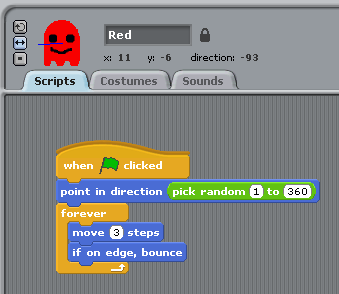 Red
x: 11 y: -6 direction: -93
Scripts Costumes Sounds
when clicked
point in direction pick random 1 to 360
forever
move 3 steps
if on edge, bounce